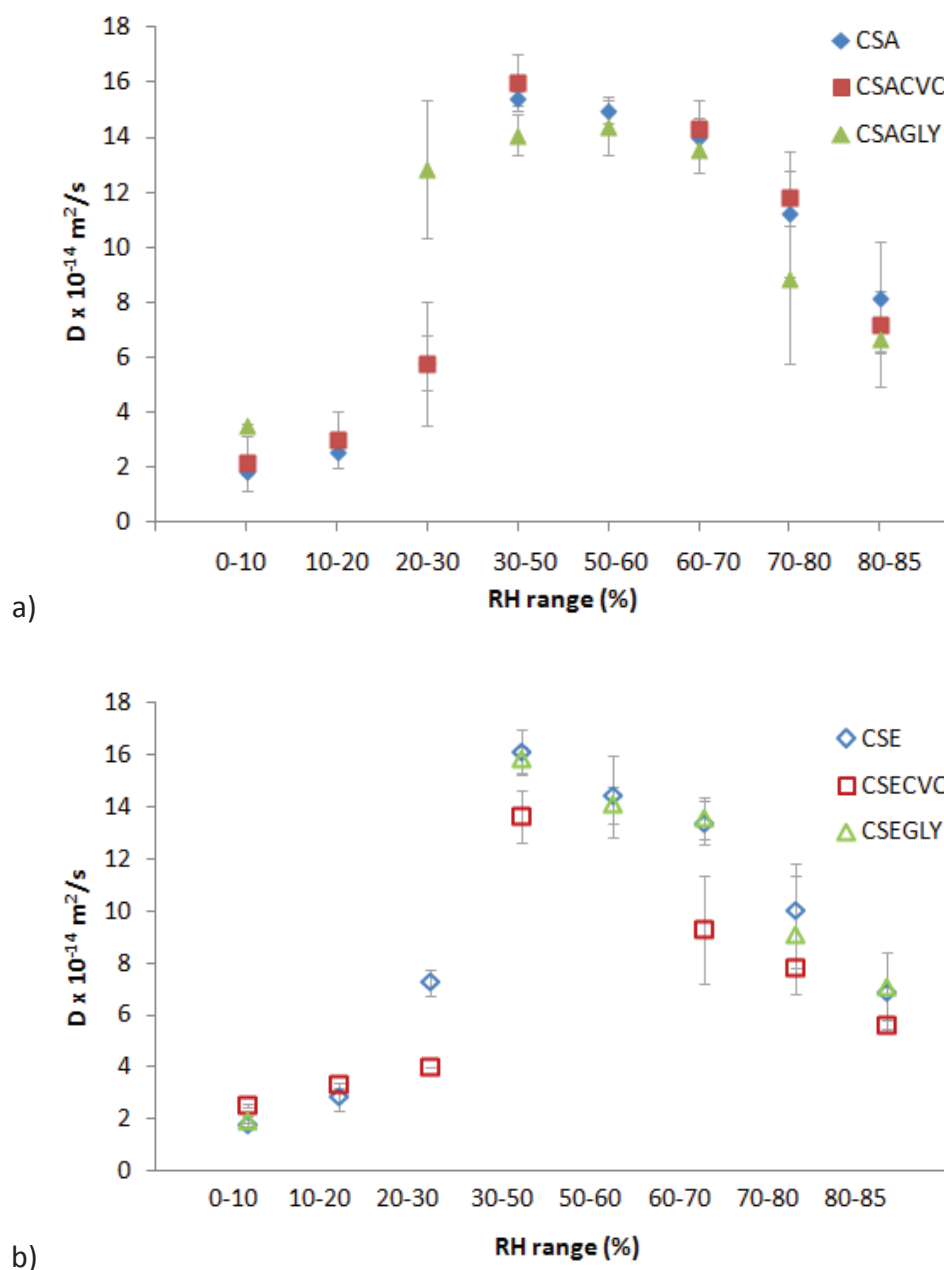 18
16
14
12
10
8
6
4
2
0
D x 10⁻¹⁴ m²/s
CSA
CSACVC
CSAGLY
0-10 10-20 20-30 30-50 50-60 60-70 70-80 80-85
RH range (%)
a)
18
16
14
12
10
8
6
4
2
0
D x 10⁻¹⁴ m²/s
CSE
CSECVC
CSEGLY
0-10 10-20 20-30 30-50 50-60 60-70 70-80 80-85
RH range (%)
b)